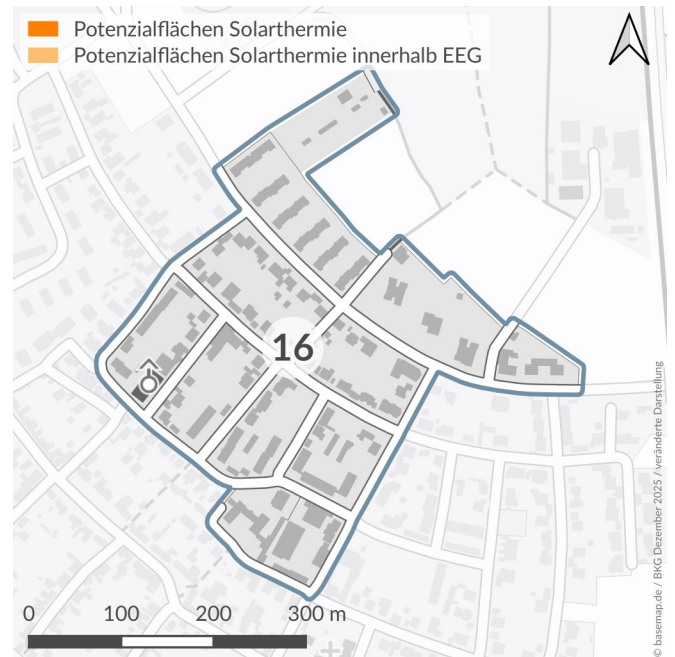 Potenzialflächen Solarthermie
Potenzialflächen Solarthermie innerhalb EEG
16
0 100 200 300 m
© basemap.de / BKG Dezember 2025 / veränderte Darstellung